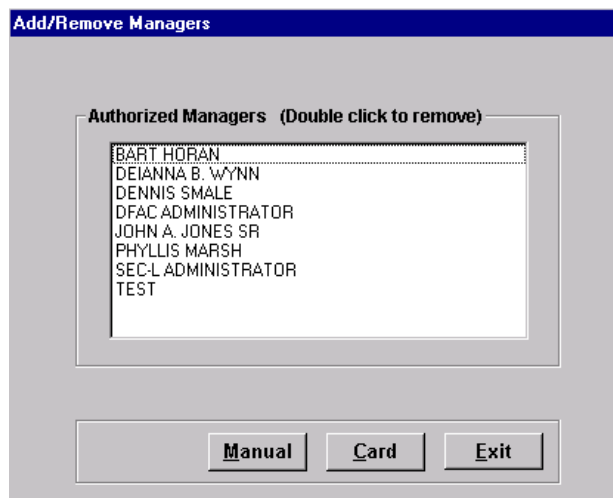 Add/Remove Managers
Authorized Managers (Double click to remove)
BART HORAN
DEIANNA B. WYNN
DENNIS SMALE
DFAC ADMINISTRATOR
JOHN A. JONES SR
PHYLLIS MARSH
SEC-L ADMINISTRATOR
TEST
Manual Card Exit